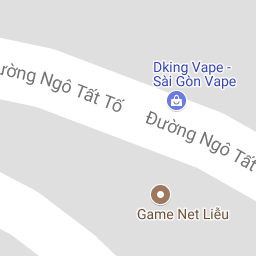 Dking Vape -
Sài Gòn Vape
ường Ngô Tất Tố
Đường Ngô Tất
Game Net Liễu